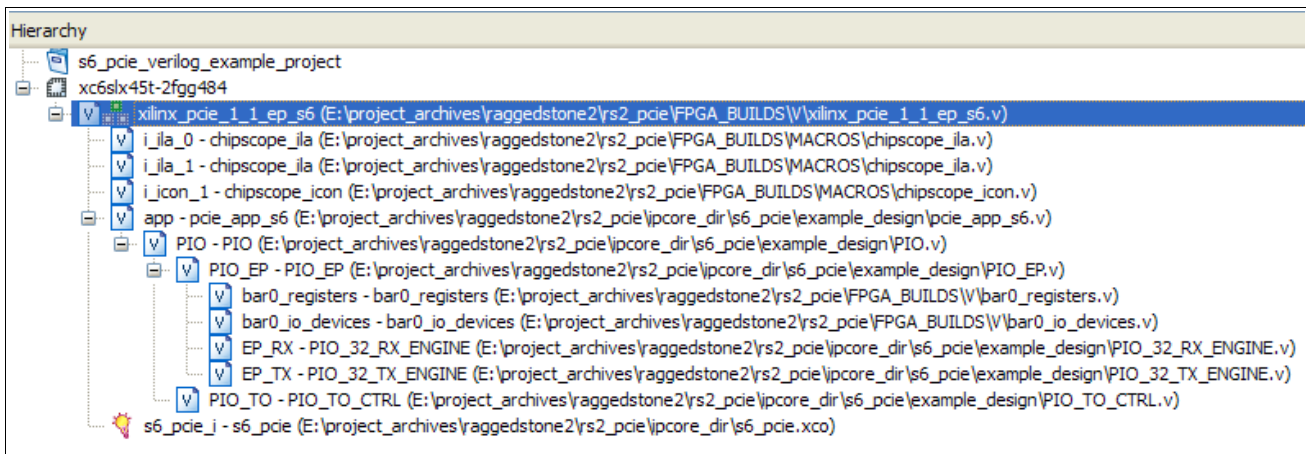 Hierarchy
s6_pcie_verilog_example_project
xc6slx45t-2fgg484
V xilinx_pcie_1_1_ep_s6 (E:\project_archives\raggedstone2\rs2_pcie\FPGA_BUILDS\V\xilinx_pcie_1_1_ep_s6.v)
V i_ila_0 - chipscope_ila (E:\project_archives\raggedstone2\rs2_pcie\FPGA_BUILDS\MACROS\chipscope_ila.v)
V i_ila_1 - chipscope_ila (E:\project_archives\raggedstone2\rs2_pcie\FPGA_BUILDS\MACROS\chipscope_ila.v)
V i_icon_1 - chipscope_icon (E:\project_archives\raggedstone2\rs2_pcie\FPGA_BUILDS\MACROS\chipscope_icon.v)
V app - pcie_app_s6 (E:\project_archives\raggedstone2\rs2_pcie\ipcore_dir\s6_pcie\example_design\pcie_app_s6.v)
V PIO - PIO (E:\project_archives\raggedstone2\rs2_pcie\ipcore_dir\s6_pcie\example_design\PIO.v)
V PIO_EP - PIO_EP (E:\project_archives\raggedstone2\rs2_pcie\ipcore_dir\s6_pcie\example_design\PIO_EP.v)
V bar0_registers - bar0_registers (E:\project_archives\raggedstone2\rs2_pcie\FPGA_BUILDS\V\bar0_registers.v)
V bar0_io_devices - bar0_io_devices (E:\project_archives\raggedstone2\rs2_pcie\FPGA_BUILDS\V\bar0_io_devices.v)
V EP_RX - PIO_32_RX_ENGINE (E:\project_archives\raggedstone2\rs2_pcie\ipcore_dir\s6_pcie\example_design\PIO_32_RX_ENGINE.v)
V EP_TX - PIO_32_TX_ENGINE (E:\project_archives\raggedstone2\rs2_pcie\ipcore_dir\s6_pcie\example_design\PIO_32_TX_ENGINE.v)
V PIO_TO - PIO_TO_CTRL (E:\project_archives\raggedstone2\rs2_pcie\ipcore_dir\s6_pcie\example_design\PIO_TO_CTRL.v)
s6_pcie_i - s6_pcie (E:\project_archives\raggedstone2\rs2_pcie\ipcore_dir\s6_pcie.xco)